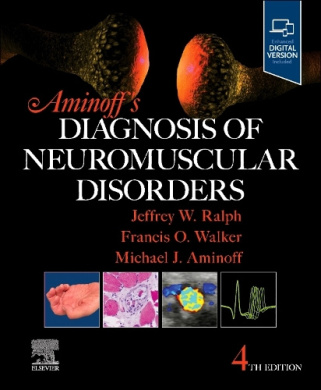 Enhanced
DIGITAL
VERSION
Included
Aminoff's
DIAGNOSIS OF
NEUROMUSCULAR
DISORDERS
Jeffrey W. Ralph
Francis O. Walker
Michael J. Aminoff
ELSEVIER
4TH EDITION